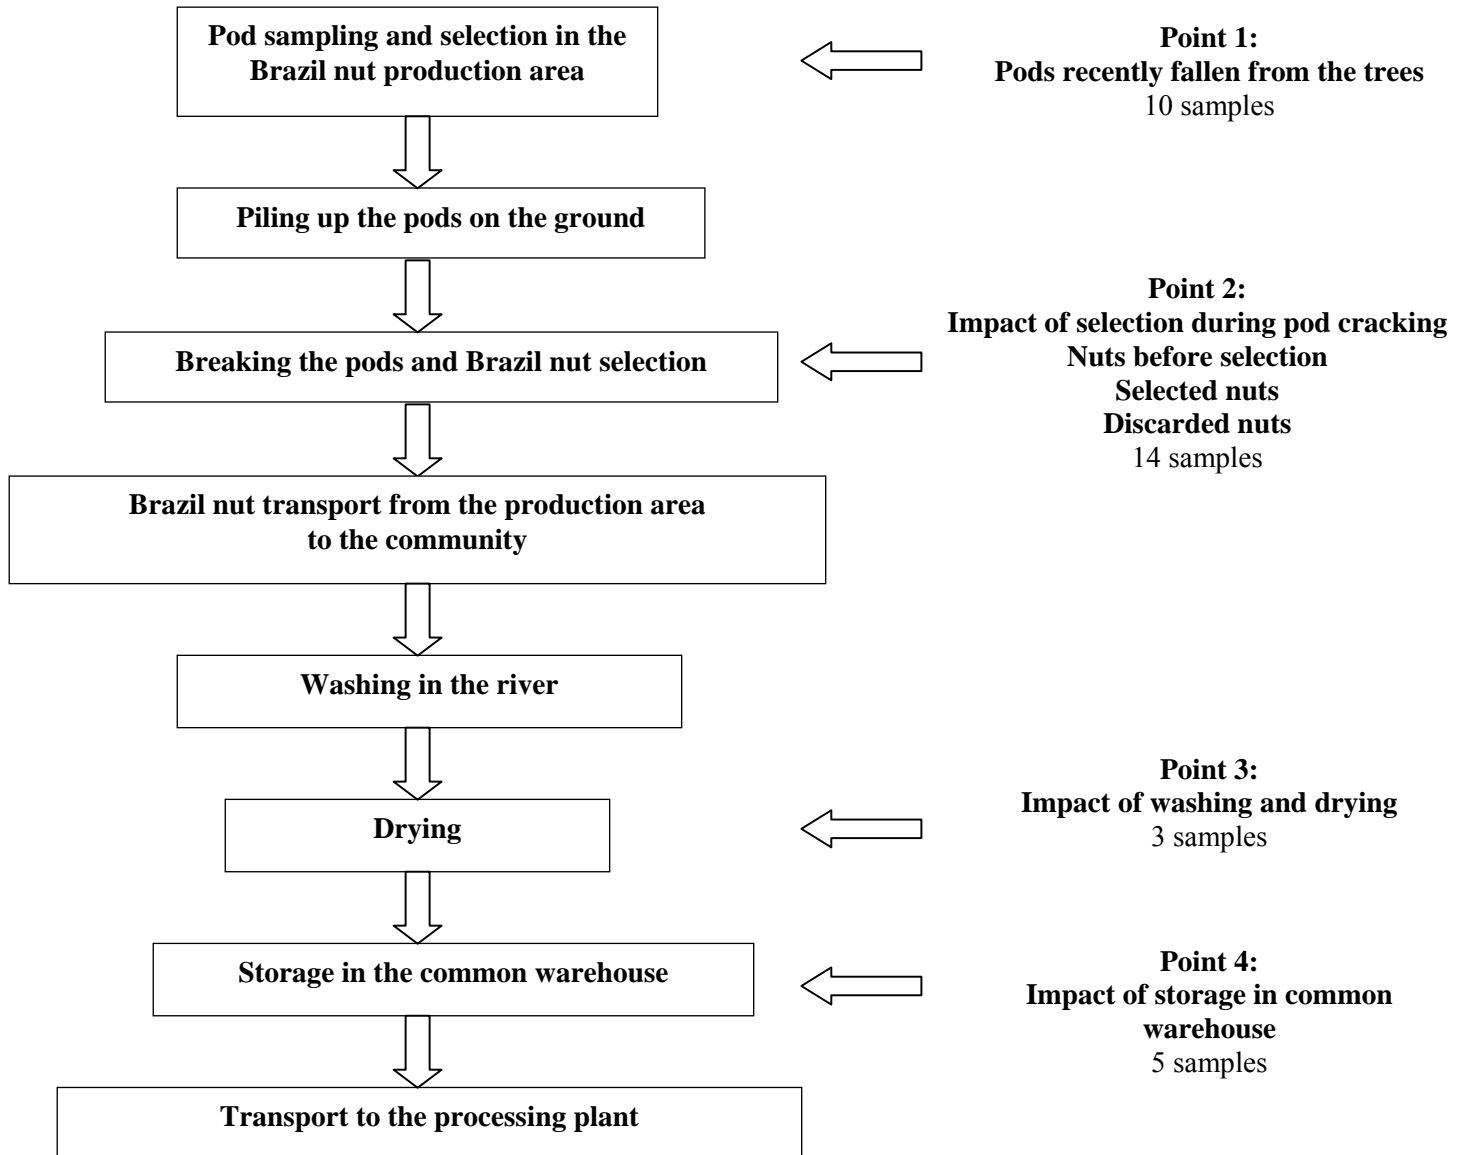 Pod sampling and selection in the
Brazil nut production area
Point 1:
Pods recently fallen from the trees
10 samples
Piling up the pods on the ground
Breaking the pods and Brazil nut selection
Point 2:
Impact of selection during pod cracking
Nuts before selection
Selected nuts
Discarded nuts
14 samples
Brazil nut transport from the production area
to the community
Washing in the river
Drying
Point 3:
Impact of washing and drying
3 samples
Storage in the common warehouse
Point 4:
Impact of storage in common
warehouse
5 samples
Transport to the processing plant